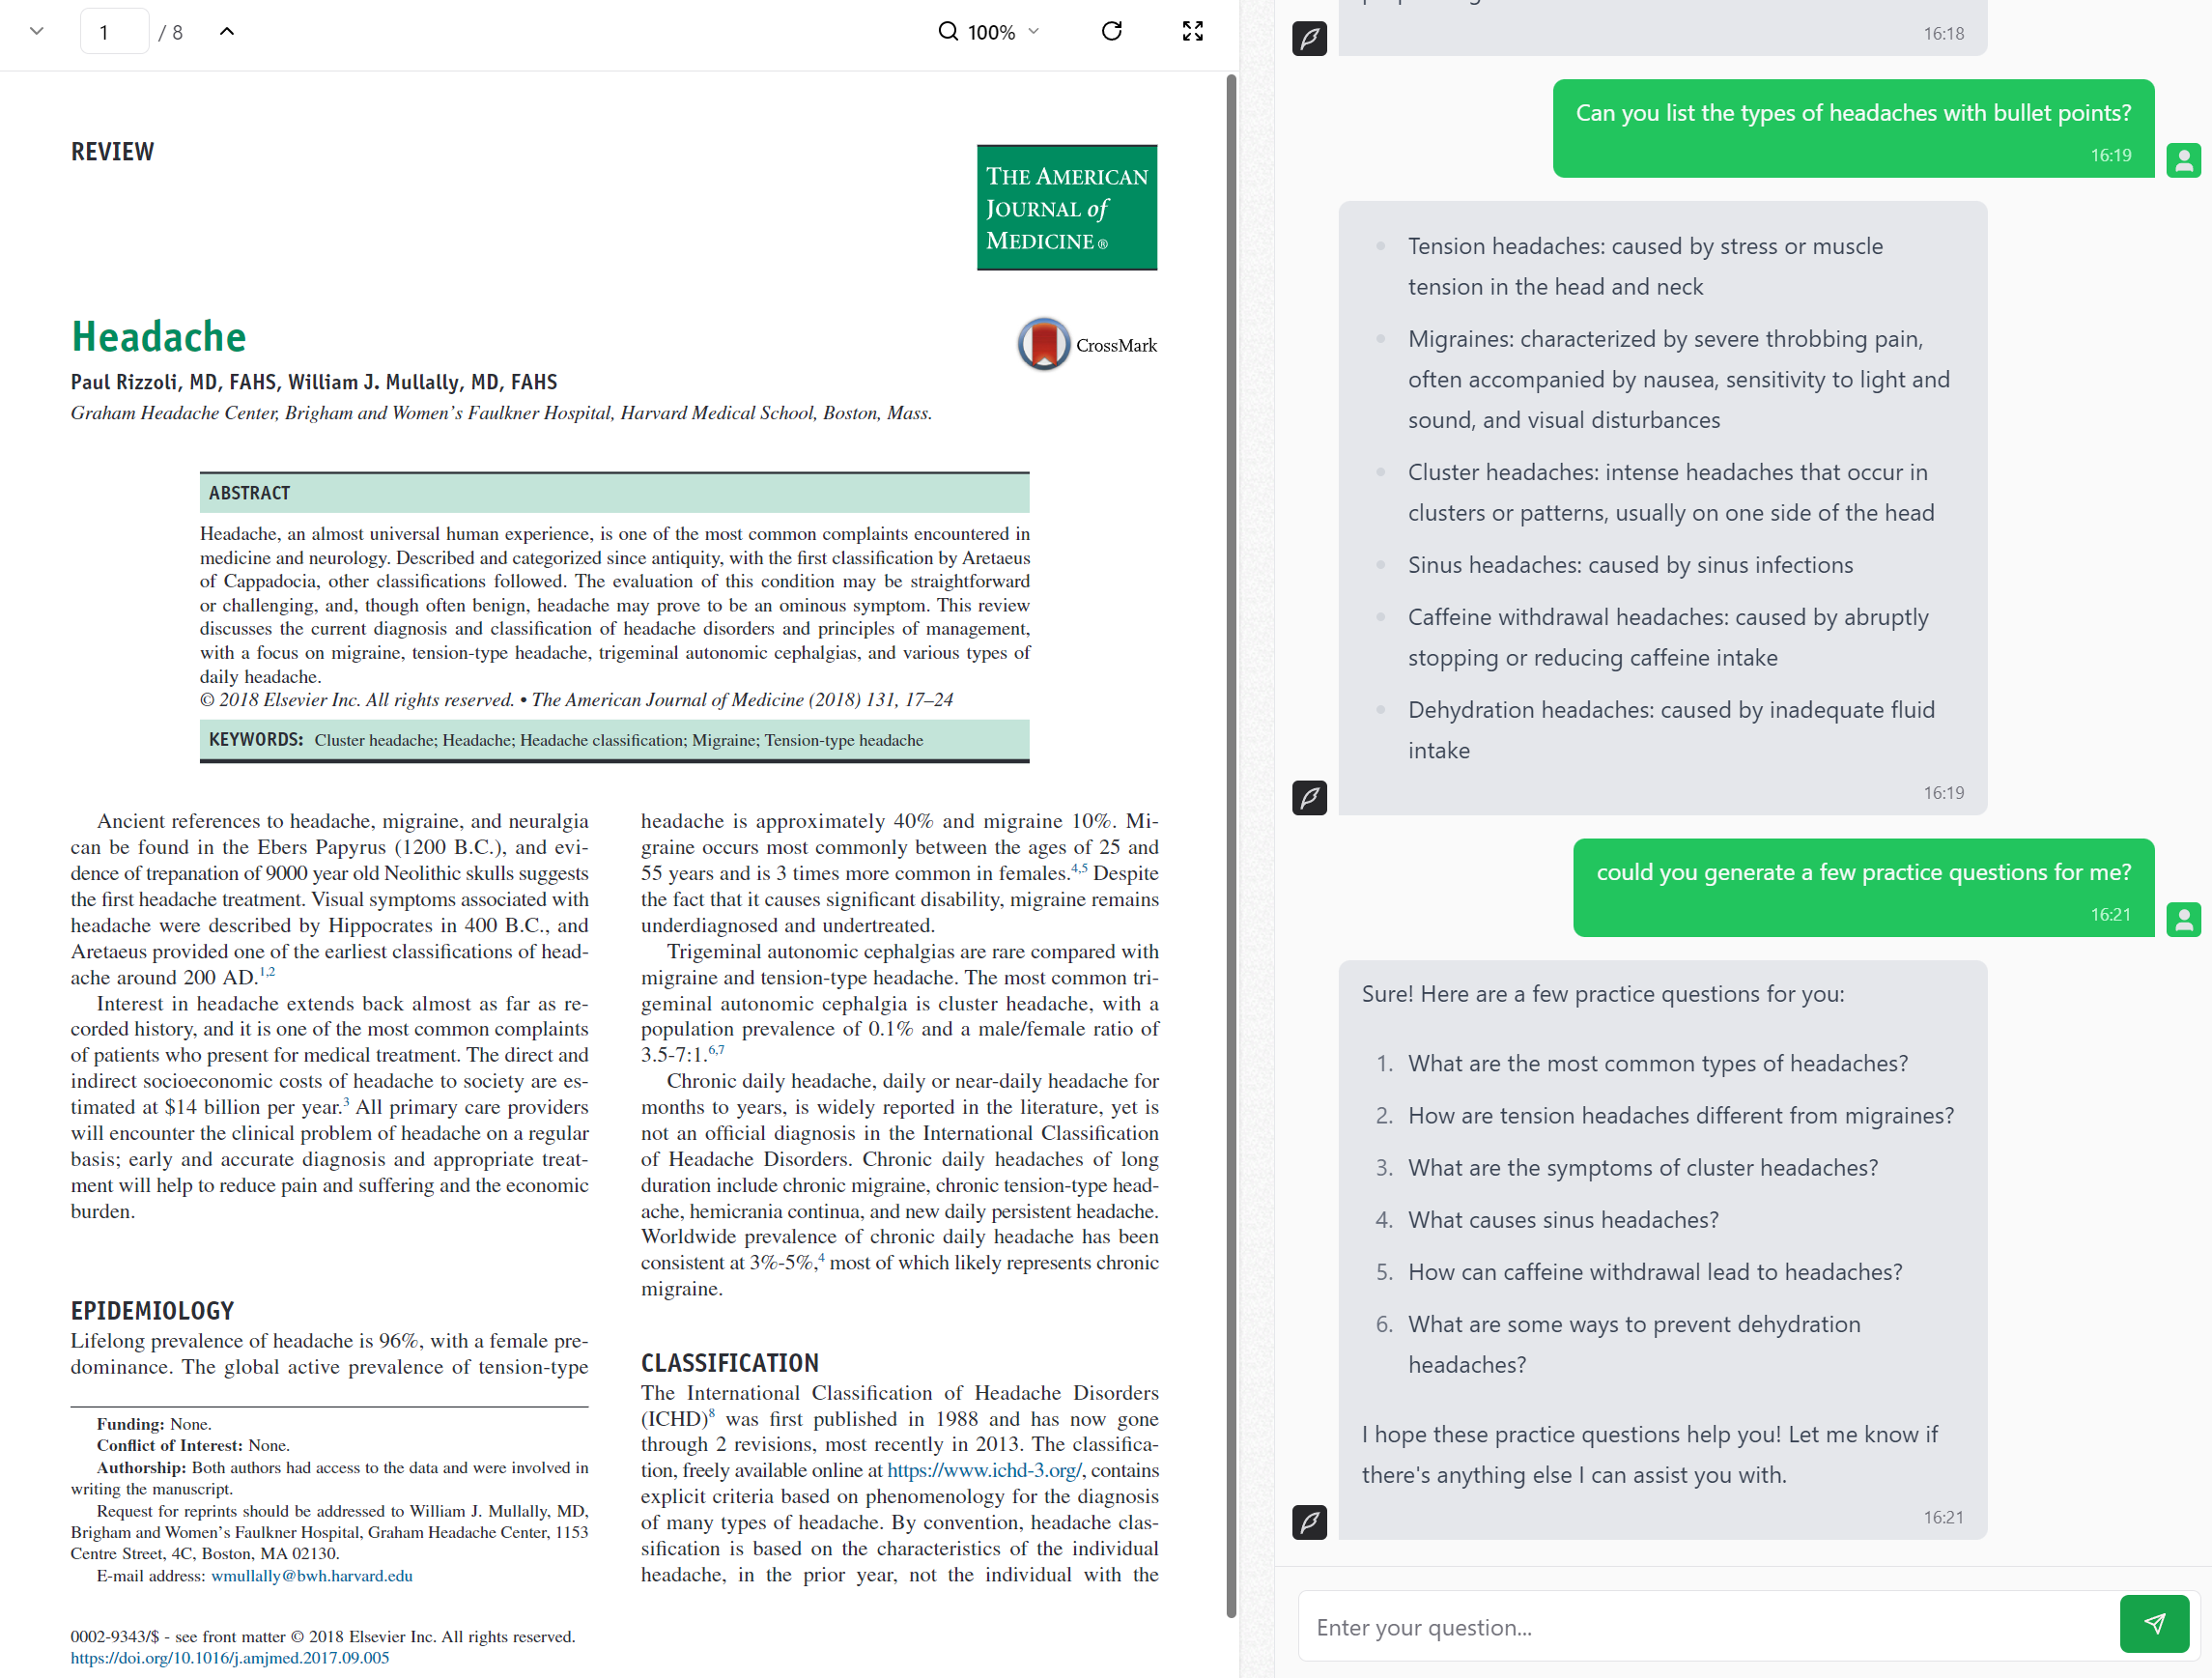 1 / 8
100%
REVIEW
THE AMERICAN
JOURNAL of
MEDICINE ®
Headache
CrossMark
Paul Rizzoli, MD, FAHS, William J. Mullally, MD, FAHS
Graham Headache Center, Brigham and Women's Faulkner Hospital, Harvard Medical School, Boston, Mass.
ABSTRACT
Headache, an almost universal human experience, is one of the most common complaints encountered in
medicine and neurology. Described and categorized since antiquity, with the first classification by Aretaeus
of Cappadocia, other classifications followed. The evaluation of this condition may be straightforward
or challenging, and, though often benign, headache may prove to be an ominous symptom. This review
discusses the current diagnosis and classification of headache disorders and principles of management,
with a focus on migraine, tension-type headache, trigeminal autonomic cephalgias, and various types of
daily headache.
© 2018 Elsevier Inc. All rights reserved. • The American Journal of Medicine (2018) 131, 17–24
KEYWORDS: Cluster headache; Headache; Headache classification; Migraine; Tension-type headache
Ancient references to headache, migraine, and neuralgia
can be found in the Ebers Papyrus (1200 B.C.), and evi-
dence of trepanation of 9000 year old Neolithic skulls suggests
the first headache treatment. Visual symptoms associated with
headache were described by Hippocrates in 400 B.C., and
Aretaeus provided one of the earliest classifications of head-
ache around 200 AD.1,2
Interest in headache extends back almost as far as re-
corded history, and it is one of the most common complaints
of patients who present for medical treatment. The direct and
indirect socioeconomic costs of headache to society are es-
timated at $14 billion per year.3 All primary care providers
will encounter the clinical problem of headache on a regular
basis; early and accurate diagnosis and appropriate treat-
ment will help to reduce pain and suffering and the economic
burden.
EPIDEMIOLOGY
Lifelong prevalence of headache is 96%, with a female pre-
dominance. The global active prevalence of tension-type
Funding: None.
Conflict of Interest: None.
Authorship: Both authors had access to the data and were involved in
writing the manuscript.
Request for reprints should be addressed to William J. Mullally, MD,
Brigham and Women's Faulkner Hospital, Graham Headache Center, 1153
Centre Street, 4C, Boston, MA 02130.
E-mail address: wmullally@bwh.harvard.edu
0002-9343/$ - see front matter © 2018 Elsevier Inc. All rights reserved.
https://doi.org/10.1016/j.amjmed.2017.09.005
headache is approximately 40% and migraine 10%. Mi-
graine occurs most commonly between the ages of 25 and
55 years and is 3 times more common in females.4,5 Despite
the fact that it causes significant disability, migraine remains
underdiagnosed and undertreated.
Trigeminal autonomic cephalgias are rare compared with
migraine and tension-type headache. The most common tri-
geminal autonomic cephalgia is cluster headache, with a
population prevalence of 0.1% and a male/female ratio of
3.5-7:1.6,7
Chronic daily headache, daily or near-daily headache for
months to years, is widely reported in the literature, yet is
not an official diagnosis in the International Classification
of Headache Disorders. Chronic daily headaches of long
duration include chronic migraine, chronic tension-type head-
ache, hemicrania continua, and new daily persistent headache.
Worldwide prevalence of chronic daily headache has been
consistent at 3%-5%,4 most of which likely represents chronic
migraine.
CLASSIFICATION
The International Classification of Headache Disorders
(ICHD)8 was first published in 1988 and has now gone
through 2 revisions, most recently in 2013. The classifica-
tion, freely available online at https://www.ichd-3.org/, contains
explicit criteria based on phenomenology for the diagnosis
of many types of headache. By convention, headache clas-
sification is based on the characteristics of the individual
headache, in the prior year, not the individual with the
16:18
Can you list the types of headaches with bullet points?
16:19
• Tension headaches: caused by stress or muscle
tension in the head and neck
• Migraines: characterized by severe throbbing pain,
often accompanied by nausea, sensitivity to light and
sound, and visual disturbances
• Cluster headaches: intense headaches that occur in
clusters or patterns, usually on one side of the head
• Sinus headaches: caused by sinus infections
• Caffeine withdrawal headaches: caused by abruptly
stopping or reducing caffeine intake
• Dehydration headaches: caused by inadequate fluid
intake
16:19
could you generate a few practice questions for me?
16:21
Sure! Here are a few practice questions for you:
1. What are the most common types of headaches?
2. How are tension headaches different from migraines?
3. What are the symptoms of cluster headaches?
4. What causes sinus headaches?
5. How can caffeine withdrawal lead to headaches?
6. What are some ways to prevent dehydration
headaches?
I hope these practice questions help you! Let me know if
there's anything else I can assist you with.
16:21
Enter your question...